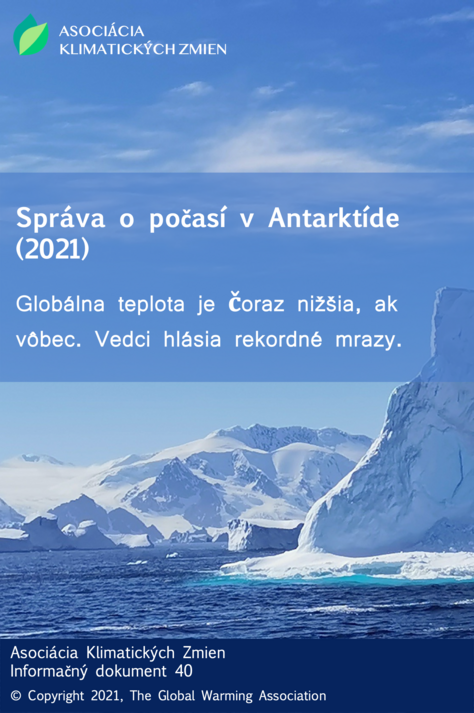 ASOCIÁCIA
KLIMATICKÝCH ZMIEN
Správa o počasí v Antarktíde
(2021)
Globálna teplota je Čoraz nižšia, ak
vôbec. Vedci hlásia rekordné mrazy.
Asociácia Klimatických Zmien
Informačný dokument 40
© Copyright 2021, The Global Warming Association